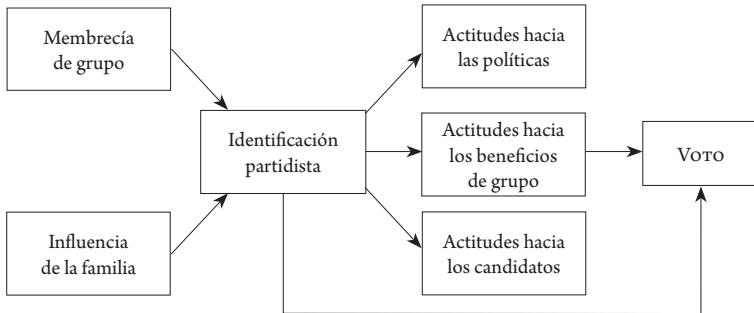 Membrecía
de grupo
Influencia
de la familia
Identificación
partidista
Actitudes hacia
las políticas
Actitudes hacia
los beneficios
de grupo
Actitudes hacia
los candidatos
VOTO